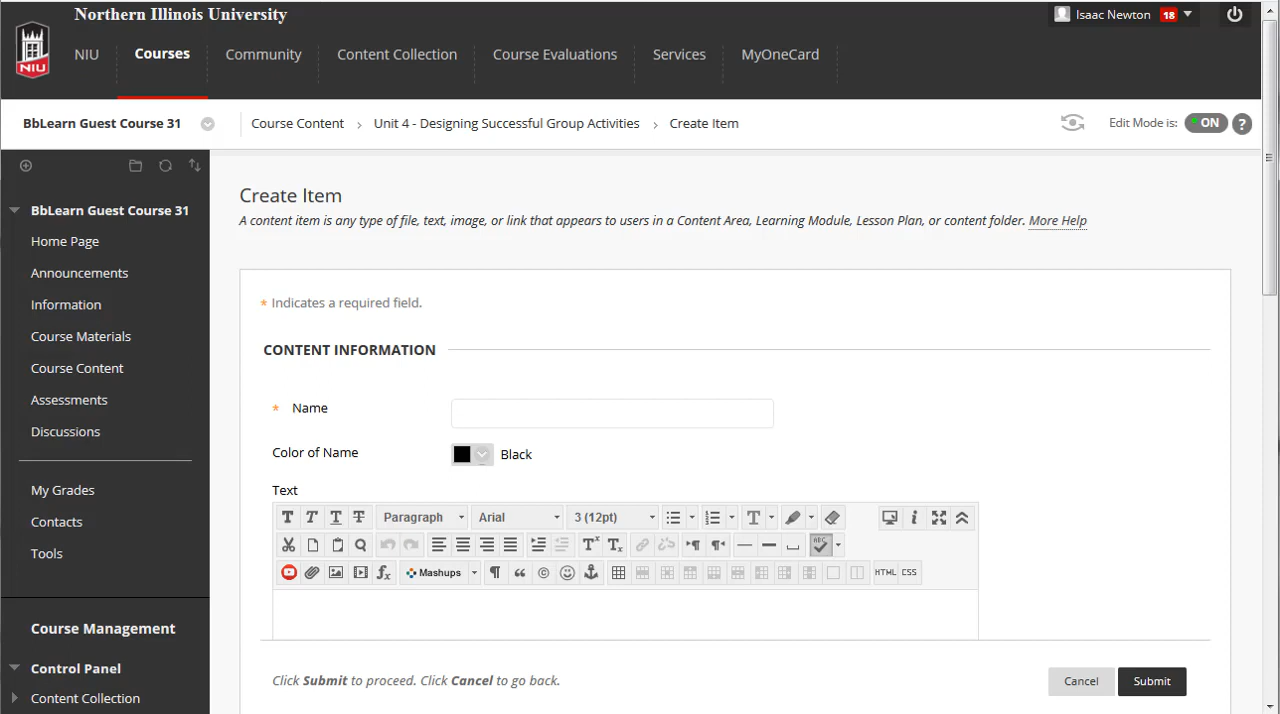 Northern Illinois University
Isaac Newton 18
NIU
NIU Courses Community Content Collection Course Evaluations Services MyOneCard
BbLearn Guest Course 31 Course Content › Unit 4 - Designing Successful Group Activities › Create Item Edit Mode is: ON ?
BbLearn Guest Course 31
Home Page
Announcements
Information
Course Materials
Course Content
Assessments
Discussions
My Grades
Contacts
Tools
Course Management
Control Panel
Content Collection
Create Item
A content item is any type of file, text, image, or link that appears to users in a Content Area, Learning Module, Lesson Plan, or content folder. More Help
* Indicates a required field.
CONTENT INFORMATION
* Name
Color of Name Black
Text
T T T T Paragraph Arial 3 (12pt) T i
Tx Tx ¶ ¶ ABC
fx Mashups ¶ “ © HTML CSS
Click Submit to proceed. Click Cancel to go back. Cancel Submit